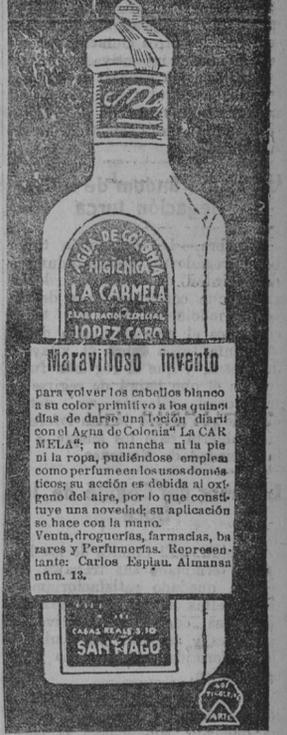 AGUA DE COLONIA
HIGIENICA
LA CARMELA
ELABORACION ESPECIAL
LOPEZ CARO
Maravilloso invento
para volver los cabellos blanco
a su color primitivo a los quinc
días de darse una loción diari
con el Agua de Colonia" La CAR
MELA"; no mancha ni la pie
ni la ropa, pudiéndose emplea
como perfume en los usos domés
ticos; su acción es debida al oxí-
geno del aire, por lo que consti-
tuye una novedad; su aplicación
se hace con la mano.
Venta, droguerías, farmacias, ba
zares y Perfumerías. Represen-
tante: Carlos Esplau. Almansa
núm. 13.
CASAS REALS, 10
SANTIAGO
ARTE